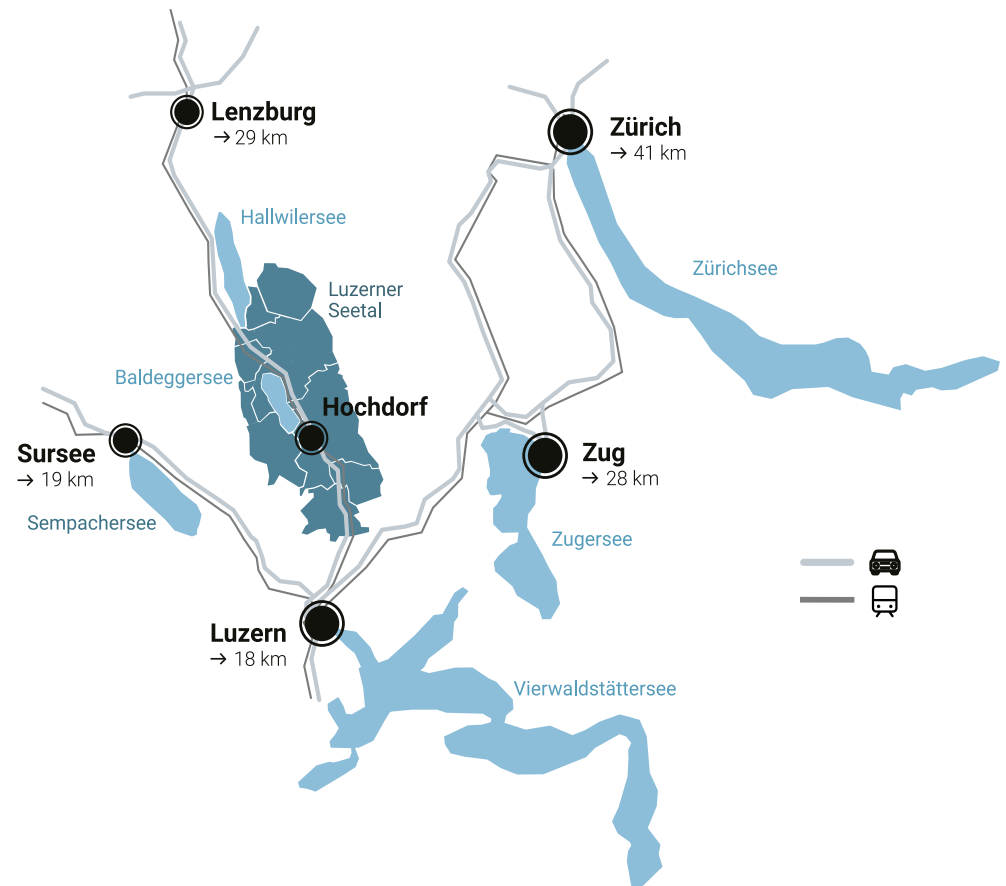 Lenzburg
→ 29 km
Zürich
→ 41 km
Hallwilersee
Zürichsee
Luzerner
Seetal
Baldeggersee
Hochdorf
Sursee
→ 19 km
Zug
→ 28 km
Sempachersee
Zugersee
Luzern
→ 18 km
Vierwaldstättersee